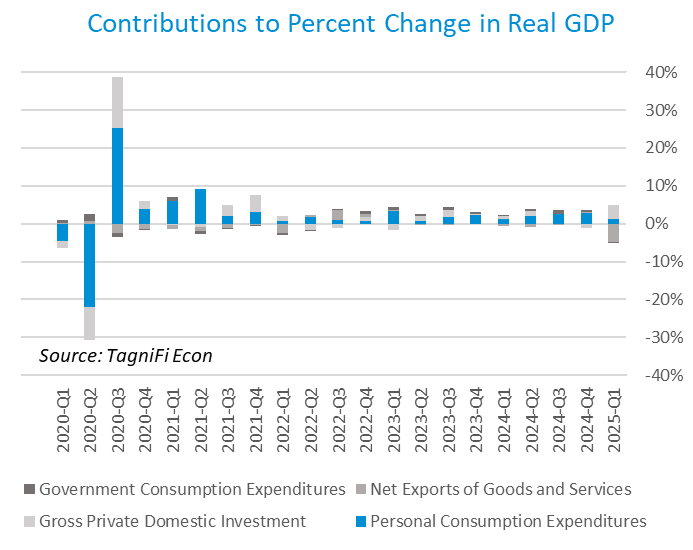 Contributions to Percent Change in Real GDP
40%
30%
20%
10%
0%
-10%
-20%
-30%
-40%
Source: TagniFi Econ
2020-Q1
2020-Q2
2020-Q3
2020-Q4
2021-Q1
2021-Q2
2021-Q3
2021-Q4
2022-Q1
2022-Q2
2022-Q3
2022-Q4
2023-Q1
2023-Q2
2023-Q3
2023-Q4
2024-Q1
2024-Q2
2024-Q3
2024-Q4
2025-Q1
Government Consumption Expenditures
Net Exports of Goods and Services
Gross Private Domestic Investment
Personal Consumption Expenditures